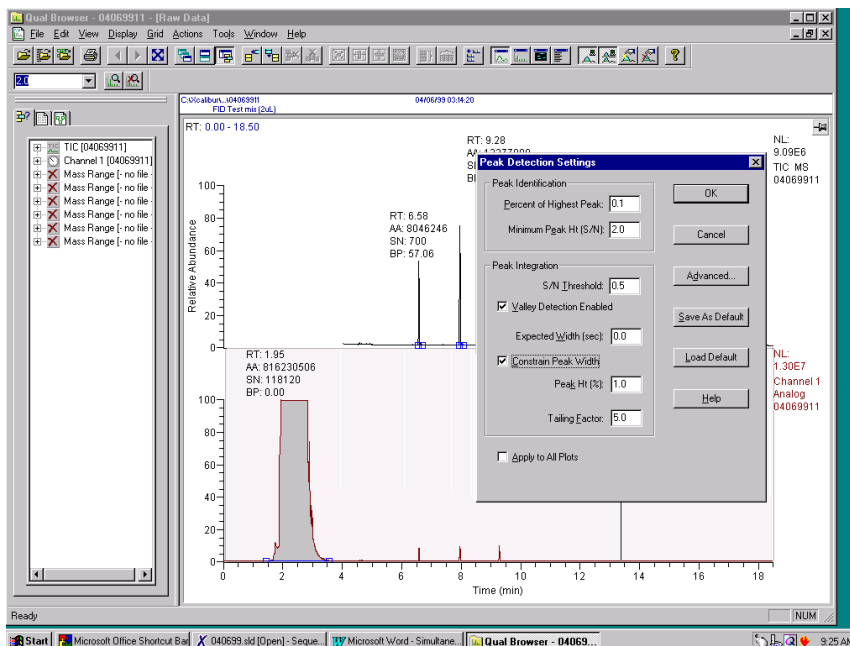 Qual Browser - 04069911 - [Raw Data]
File Edit View Display Grid Actions Tools Window Help
2.0
C:\Xcalibur\...\04069911
04/06/99 03:14:20
FID Test mix (2uL)
RT: 0.00 - 18.50
TIC [04069911]
Channel 1 [04069911]
Mass Range [- no file -
Mass Range [- no file -
Mass Range [- no file -
Mass Range [- no file -
Mass Range [- no file -
Mass Range [- no file -
RT: 9.28
NL:
9.09E6
TIC MS
04069911
100
80
60
40
20
0
Relative Abundance
RT: 6.58
AA: 8046246
SN: 700
BP: 57.06
Peak Detection Settings
Peak Identification
Percent of Highest Peak: 0.1
Minimum Peak Ht (S/N): 2.0
Peak Integration
S/N Threshold: 0.5
Valley Detection Enabled
Expected Width (sec): 0.0
Constrain Peak Width
Peak Ht (%): 1.0
Tailing Factor: 5.0
Apply to All Plots
OK
Cancel
Advanced...
Save As Default
Load Default
Help
RT: 1.95
AA: 816230506
SN: 118120
BP: 0.00
NL:
1.30E7
Channel 1
Analog
04069911
100
80
60
40
20
0
0 2 4 6 8 10 12 14 16 18
Time (min)
Ready
NUM
Start
Microsoft Office Shortcut Bar
040699.sld [Open] - Seque...
Microsoft Word - Simultane...
Qual Browser - 04069...
9:25 AM